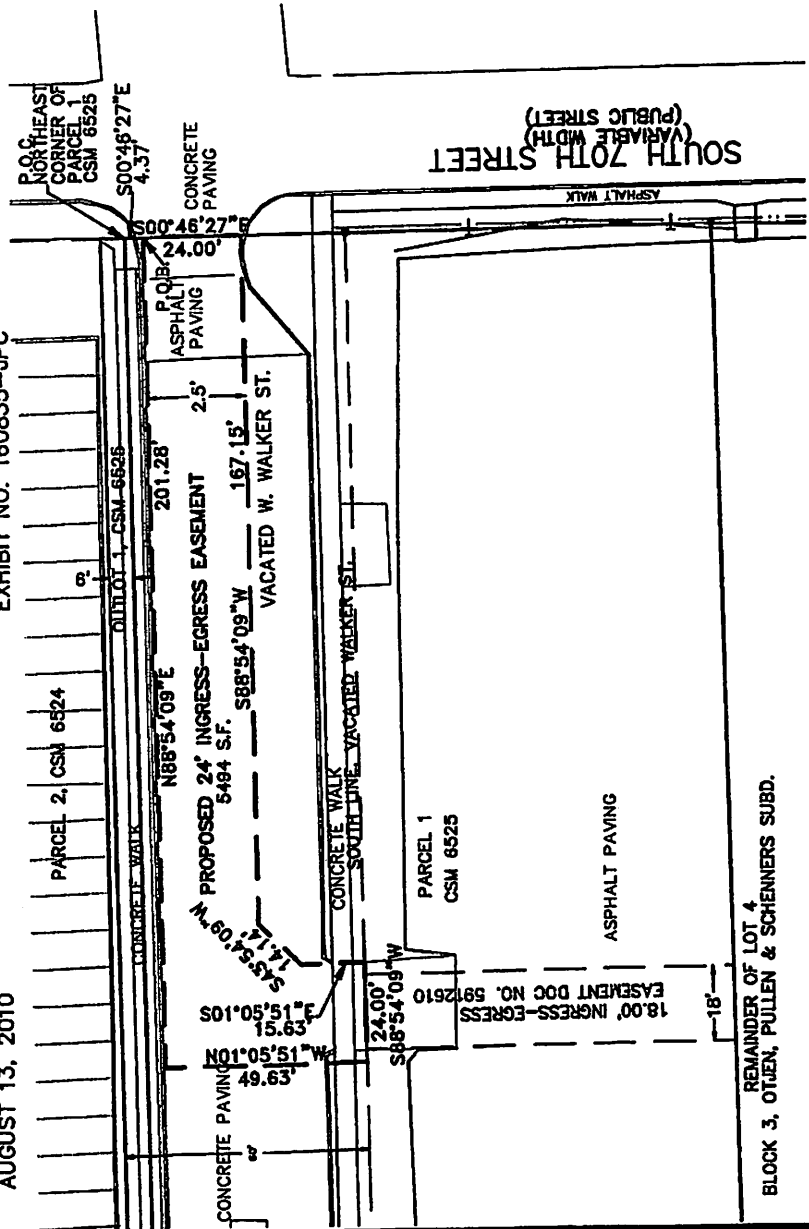 AUGUST 13, 2010
EXHIBIT NO. 160835-JPC
P.O.C.
NORTHEAST
CORNER OF
PARCEL 1
CSM 6525
S00°46'27"E
4.37'
PARCEL 2, CSM 6524
6'
OUTLOT 1, CSM 6525
CONCRETE WALK
N88°54'09"E
201.28'
S00°46'27"E
24.00'
CONCRETE
PAVING
P.O.B.
ASPHALT
PAVING
2.5'
PROPOSED 24' INGRESS-EGRESS EASEMENT
5494 S.F.
S88°54'09"W
167.15'
VACATED W. WALKER ST.
S43°54'09"W
14.14'
S01°05'51"E
15.63'
N01°05'51"W
49.63'
CONCRETE PAVING
CONCRETE WALK
SOUTH LINE, VACATED WALKER ST.
24.00'
S88°54'09"W
PARCEL 1
CSM 6525
ASPHALT PAVING
18.00' INGRESS-EGRESS
EASEMENT DOC NO. 5912610
18'
REMAINDER OF LOT 4
BLOCK 3, OTJEN, PULLEN & SCHENNERS SUBD.
ASPHALT WALK
SOUTH 70TH STREET
(VARIABLE WIDTH)
(PUBLIC STREET)